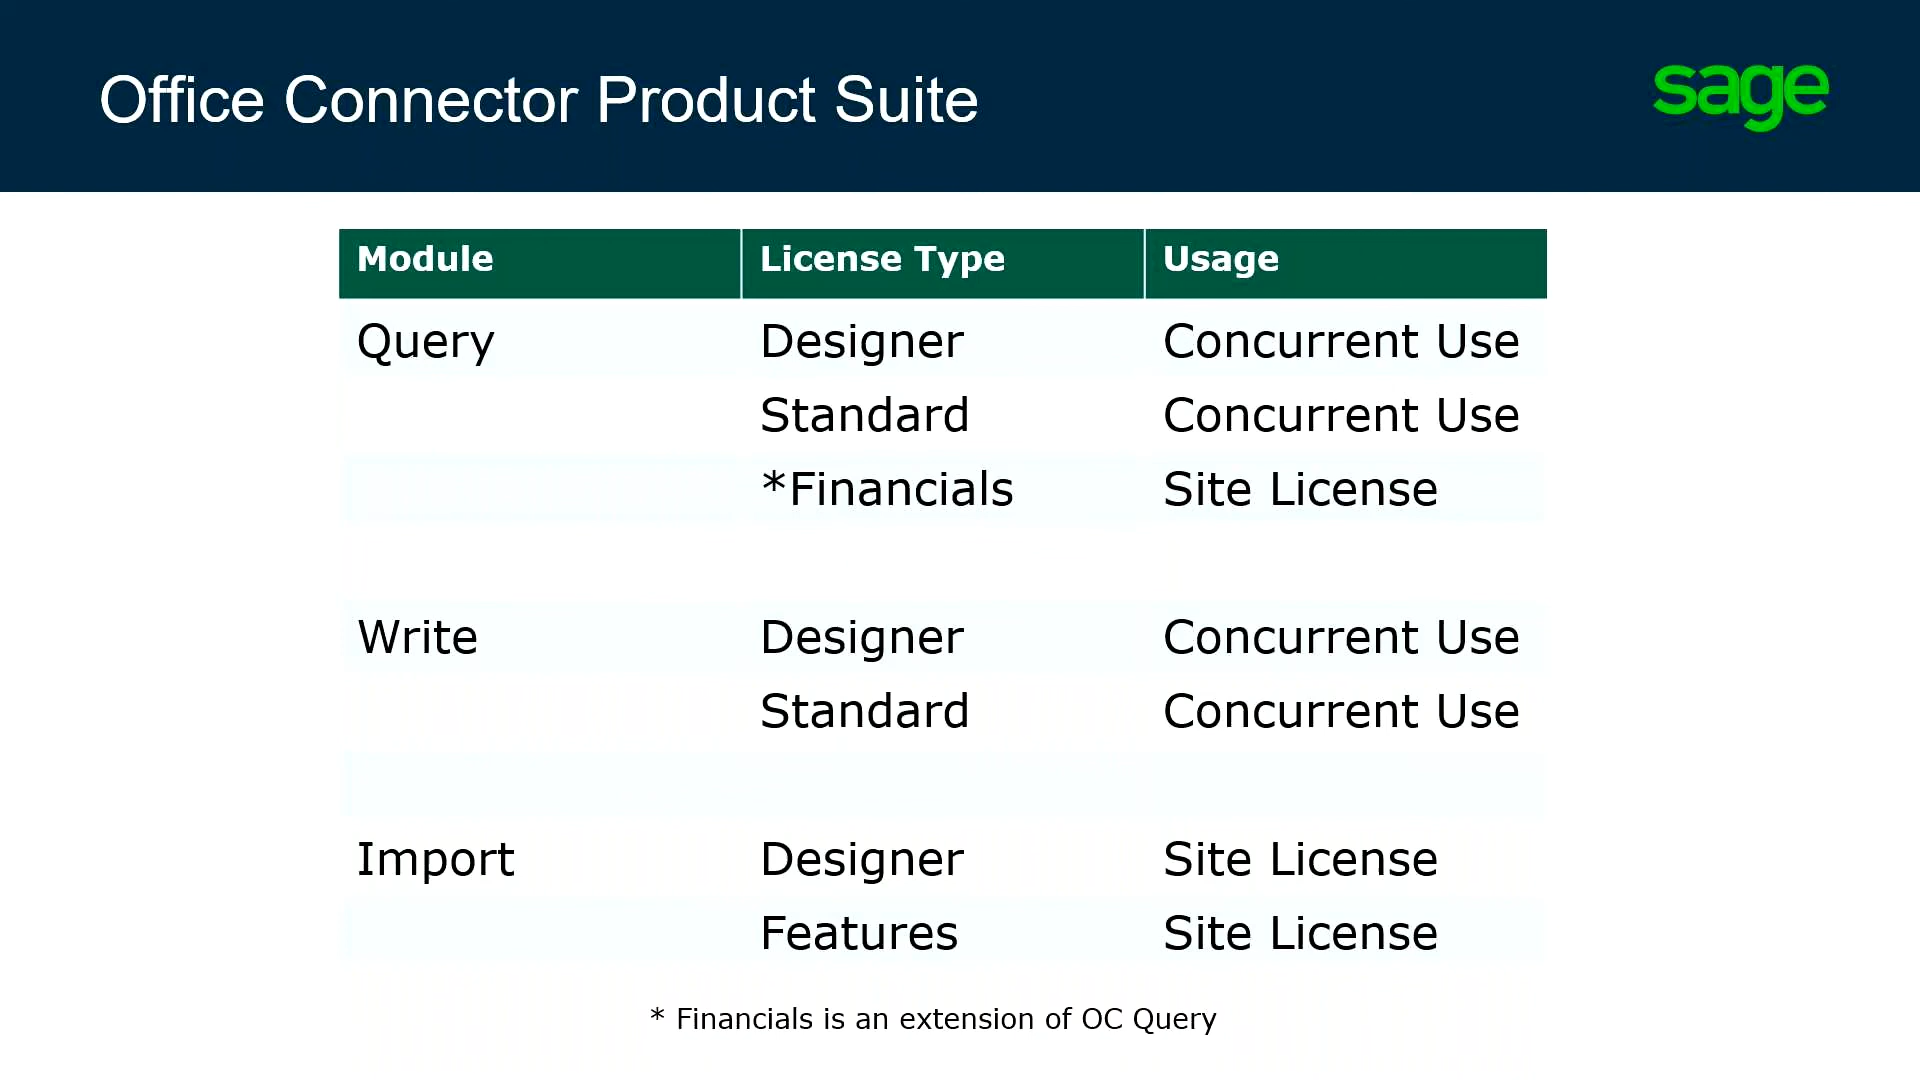 Office Connector Product Suite
sage
Module License Type Usage
Query Designer Concurrent Use
Standard Concurrent Use
*Financials Site License
Write Designer Concurrent Use
Standard Concurrent Use
Import Designer Site License
Features Site License
* Financials is an extension of OC Query